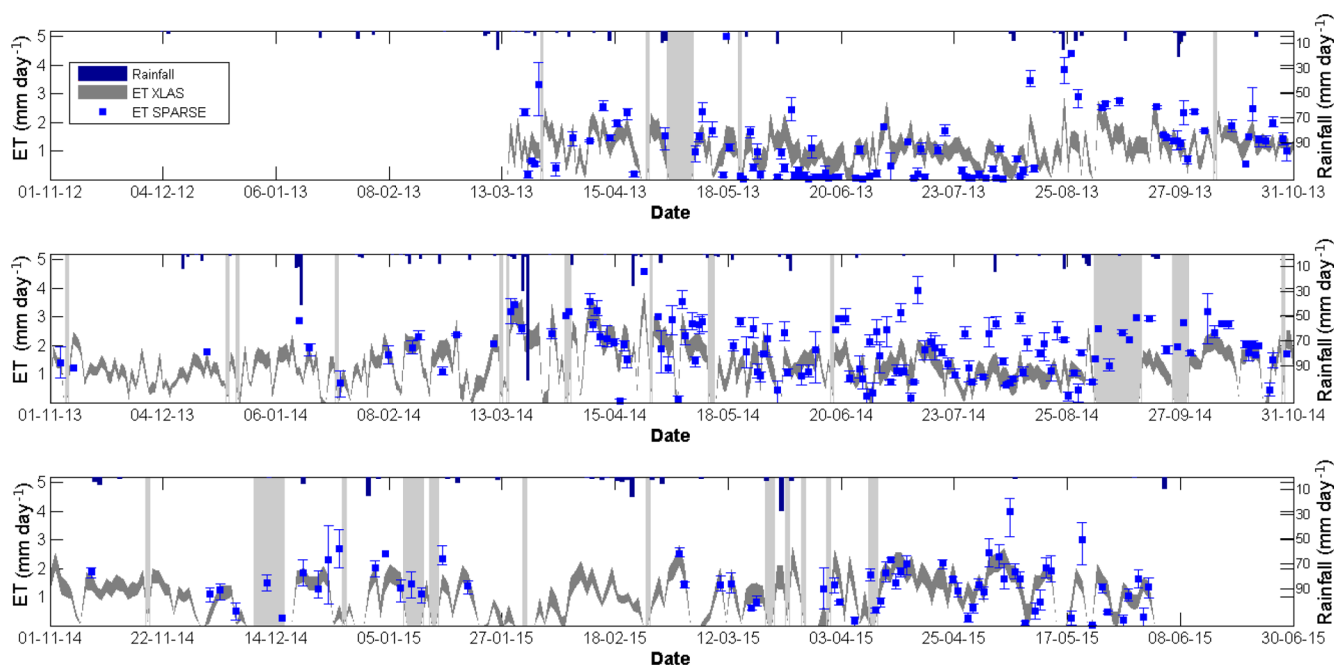 5
4
3
2
1
ET (mm day⁻¹)
Rainfall
ET XLAS
ET SPARSE
10
30
50
70
90
Rainfall (mm day⁻¹)
01-11-12 04-12-12 06-01-13 08-02-13 13-03-13 15-04-13 18-05-13 20-06-13 23-07-13 25-08-13 27-09-13 31-10-13
Date
5
4
3
2
1
ET (mm day⁻¹)
10
30
50
70
90
Rainfall (mm day⁻¹)
01-11-13 04-12-13 06-01-14 08-02-14 13-03-14 15-04-14 18-05-14 20-06-14 23-07-14 25-08-14 27-09-14 31-10-14
Date
5
4
3
2
1
ET (mm day⁻¹)
10
30
50
70
90
Rainfall (mm day⁻¹)
01-11-14 22-11-14 14-12-14 05-01-15 27-01-15 18-02-15 12-03-15 03-04-15 25-04-15 17-05-15 08-06-15 30-06-15
Date